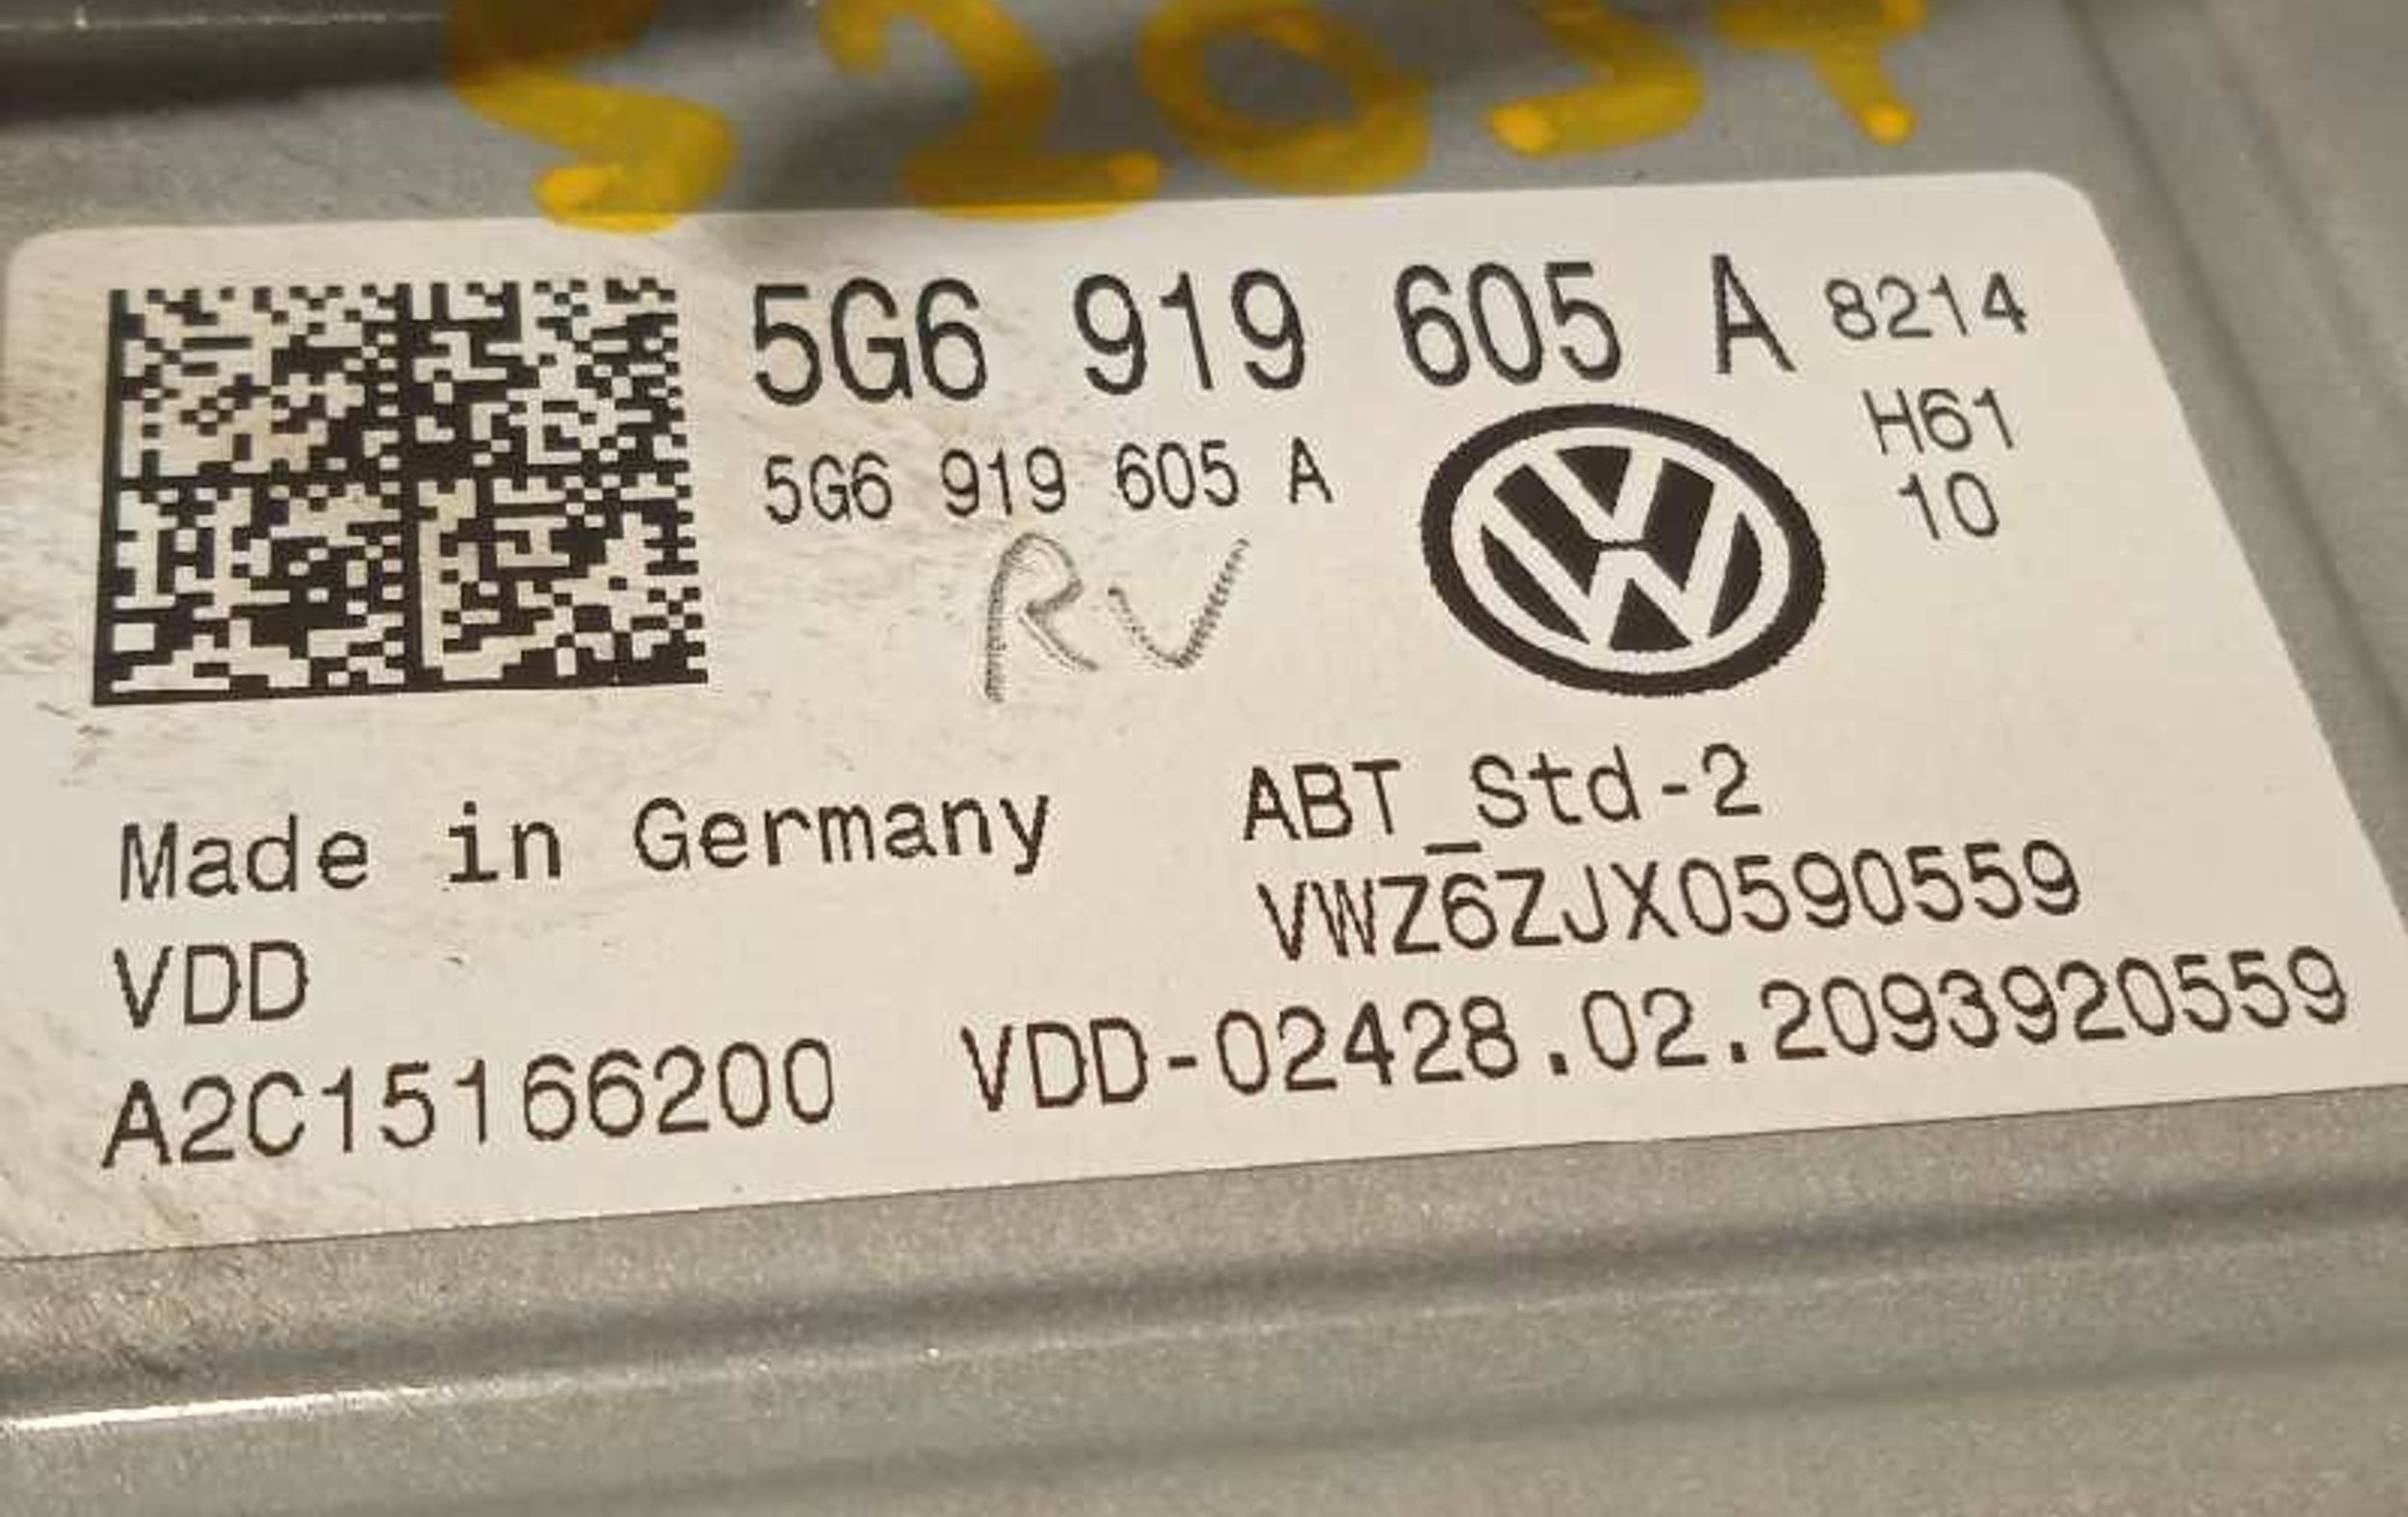 5G6 919 605 A 8214
5G6 919 605 A
H61
10
RV
Made in Germany
ABT_Std-2
VDD
VWZ6ZJX0590559
A2C15166200 VDD-02428.02.2093920559